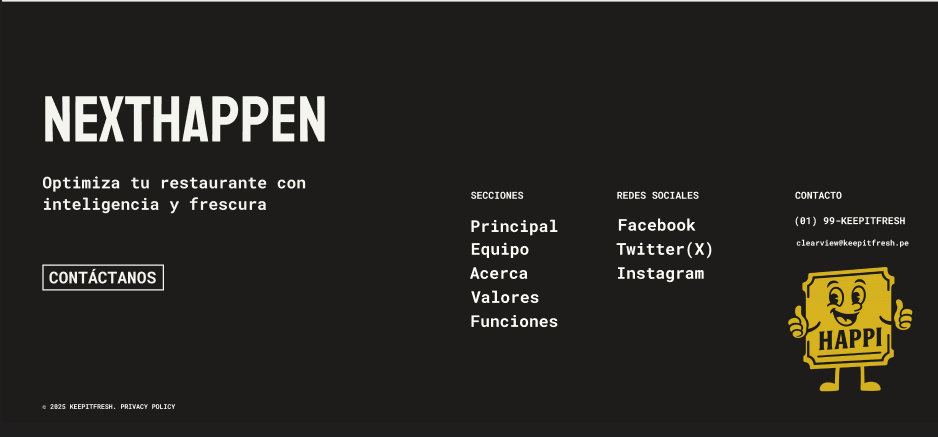 NEXTHAPPEN
Optimiza tu restaurante con
inteligencia y frescura
CONTÁCTANOS
SECCIONES
Principal
Equipo
Acerca
Valores
Funciones
REDES SOCIALES
Facebook
Twitter(X)
Instagram
CONTACTO
(01) 99-KEEPITFRESH
clearview@keepitfresh.pe
HAPPI
© 2025 KEEPITFRESH. PRIVACY POLICY